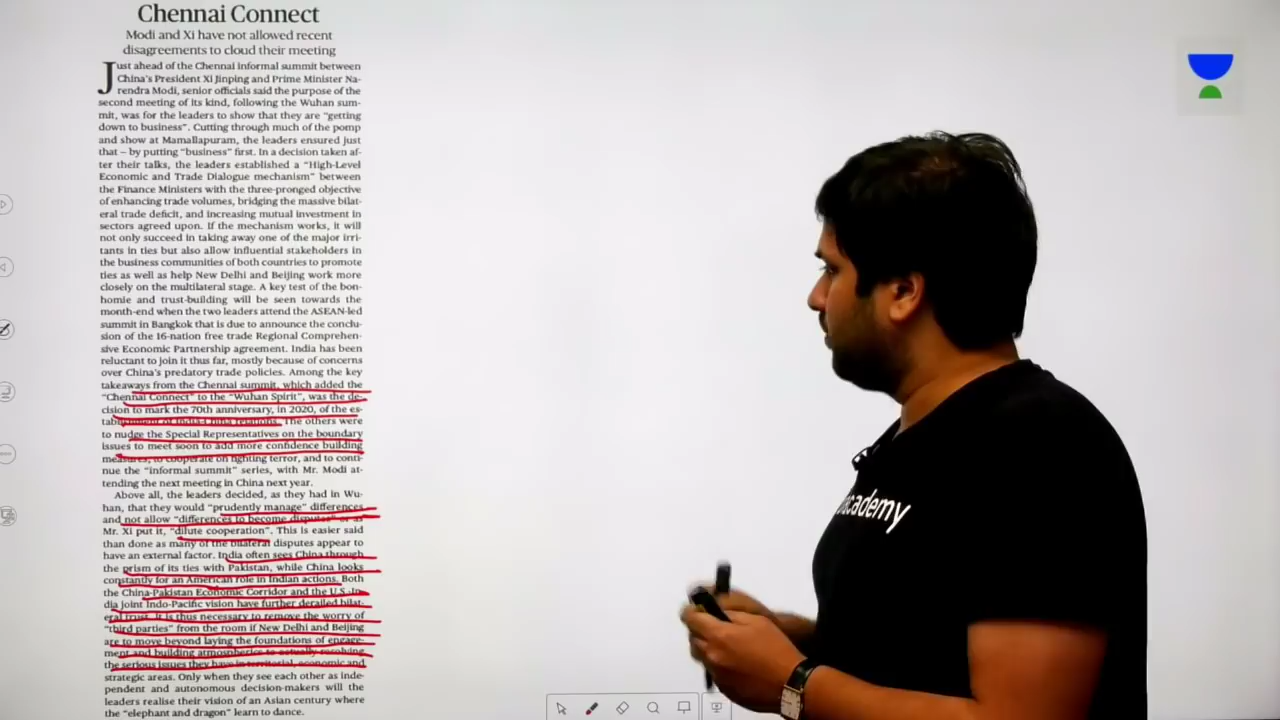 Chennai Connect
Modi and Xi have not allowed recent
disagreements to cloud their meeting
Just ahead of the Chennai informal summit between
China's President Xi Jinping and Prime Minister Na-
rendra Modi, senior officials said the purpose of the
second meeting of its kind, following the Wuhan sum-
mit, was for the leaders to show that they are "getting
down to business". Cutting through much of the pomp
and show at Mamallapuram, the leaders ensured just
that – by putting "business" first. In a decision taken af-
ter their talks, the leaders established a "High-Level
Economic and Trade Dialogue mechanism" between
the Finance Ministers with the three-pronged objective
of enhancing trade volumes, bridging the massive bilat-
eral trade deficit, and increasing mutual investment in
sectors agreed upon. If the mechanism works, it will
not only succeed in taking away one of the major irri-
tants in ties but also allow influential stakeholders in
the business communities of both countries to promote
ties as well as help New Delhi and Beijing work more
closely on the multilateral stage. A key test of the bon-
homie and trust-building will be seen towards the
month-end when the two leaders attend the ASEAN-led
summit in Bangkok that is due to announce the conclu-
sion of the 16-nation free trade Regional Comprehen-
sive Economic Partnership agreement. India has been
reluctant to join it thus far, mostly because of concerns
over China's predatory trade policies. Among the key
takeaways from the Chennai summit, which added the
"Chennai Connect" to the "Wuhan Spirit", was the de-
cision to mark the 70th anniversary, in 2020, of the es-
tablishment of India-China relations. The others were
to nudge the Special Representatives on the boundary
issues to meet soon to add more confidence building
measures, to cooperate on fighting terror, and to conti-
nue the "informal summit" series, with Mr. Modi at-
tending the next meeting in China next year.
Above all, the leaders decided, as they had in Wu-
han, that they would "prudently manage" differences
and not allow "differences to become disputes" or as
Mr. Xi put it, "dilute cooperation". This is easier said
than done as many of the bilateral disputes appear to
have an external factor. India often sees China through
the prism of its ties with Pakistan, while China looks
constantly for an American role in Indian actions. Both
the China-Pakistan Economic Corridor and the U.S.-In-
dia joint Indo-Pacific vision have further derailed bilat-
eral trust. It is thus necessary to remove the worry of
"third parties" from the room if New Delhi and Beijing
are to move beyond laying the foundations of engage-
ment and building atmospherics to actually resolving
the serious issues they have in territorial, economic and
strategic areas. Only when they see each other as inde-
pendent and autonomous decision-makers will the
leaders realise their vision of an Asian century where
the "elephant and dragon" learn to dance.